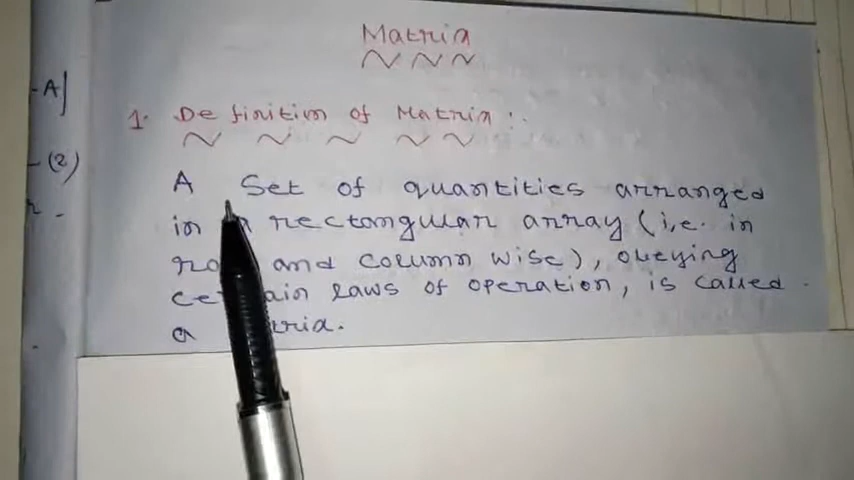 Matrix
1. Definition of Matrix :.
A Set of quantities arranged
in rectangular array (i.e. in
and column wise), obeying
laws of operation, is called
a
-A]
-(2)